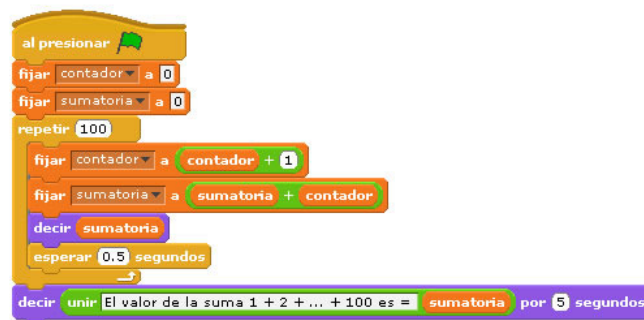 al presionar
fijar contador a 0
fijar sumatoria a 0
repetir 100
fijar contador a contador + 1
fijar sumatoria a sumatoria + contador
decir sumatoria
esperar 0.5 segundos
decir unir El valor de la suma 1 + 2 + ... + 100 es = sumatoria por 5 segundos